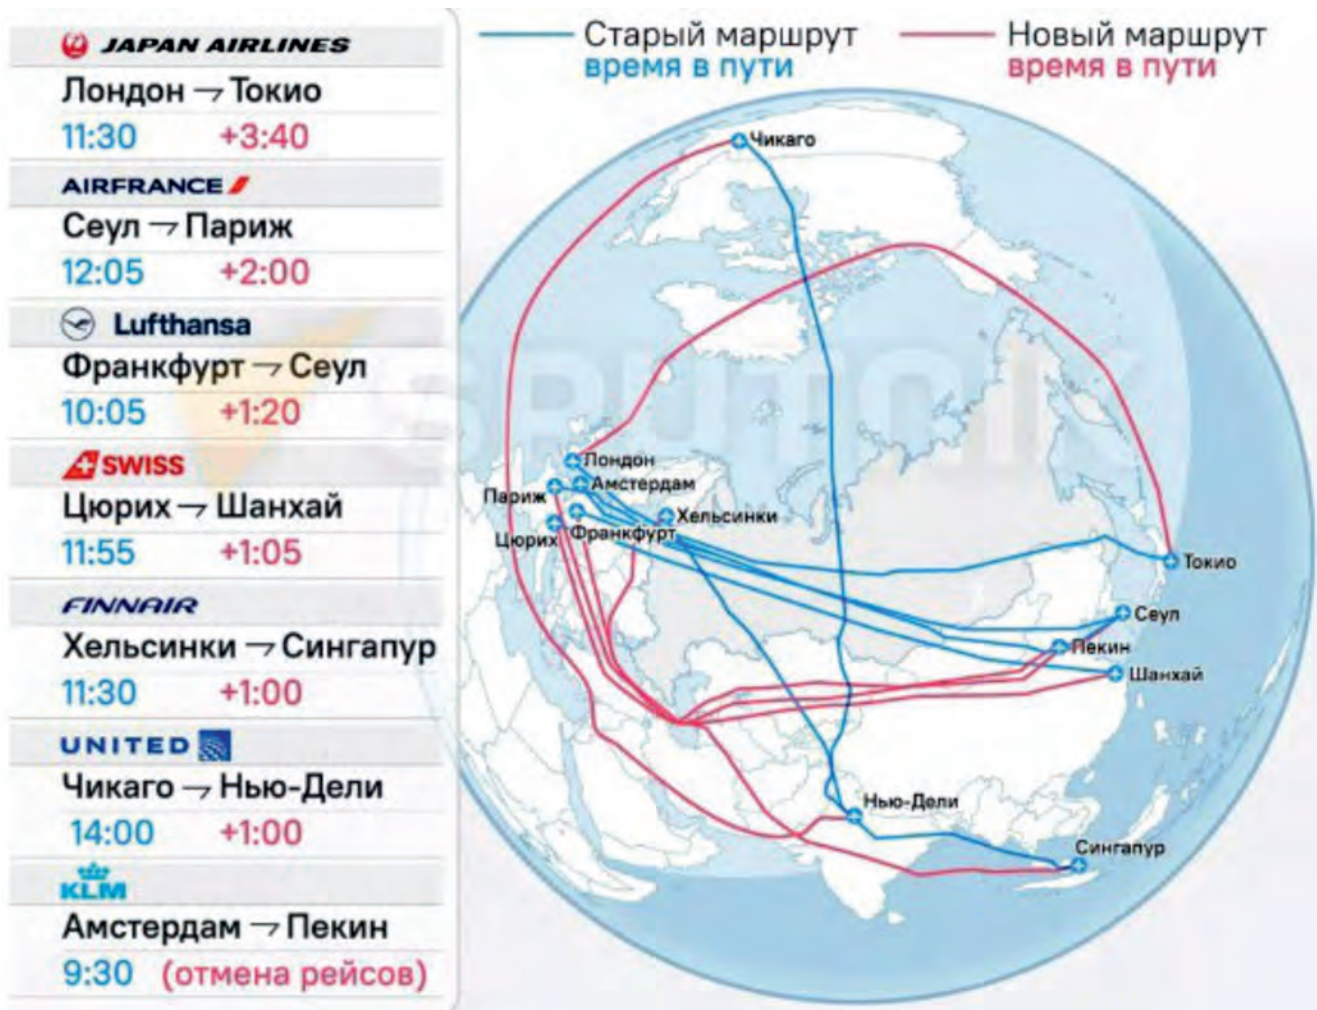 JAPAN AIRLINES
Лондон → Токио
11:30 +3:40
AIRFRANCE
Сеул → Париж
12:05 +2:00
Lufthansa
Франкфурт → Сеул
10:05 +1:20
SWISS
Цюрих → Шанхай
11:55 +1:05
FINNAIR
Хельсинки → Сингапур
11:30 +1:00
UNITED
Чикаго → Нью-Дели
14:00 +1:00
KLM
Амстердам → Пекин
9:30 (отмена рейсов)
Старый маршрут
время в пути
Новый маршрут
время в пути
Чикаго
SPUTNIK
Лондон
Амстердам
Париж
Хельсинки
Франкфурт
Цюрих
Токио
Сеул
Пекин
Шанхай
Нью-Дели
Сингапур